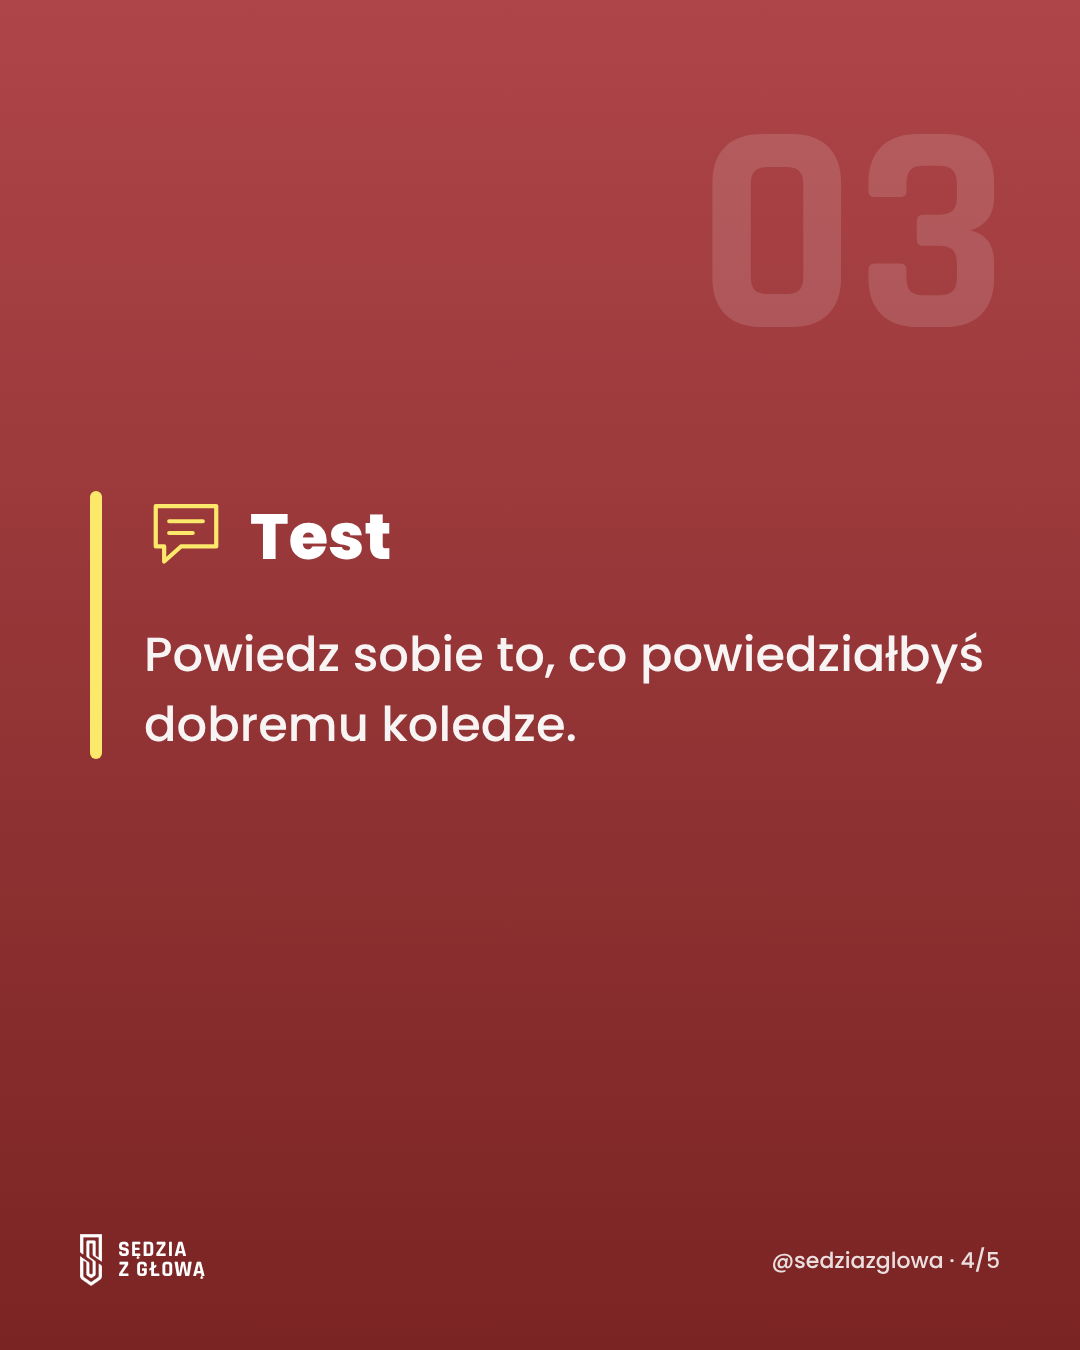 03
Test
Powiedz sobie to, co powiedziałbyś
dobremu koledze.
SĘDZIA
Z GŁOWĄ
@sedziazglowa · 4/5